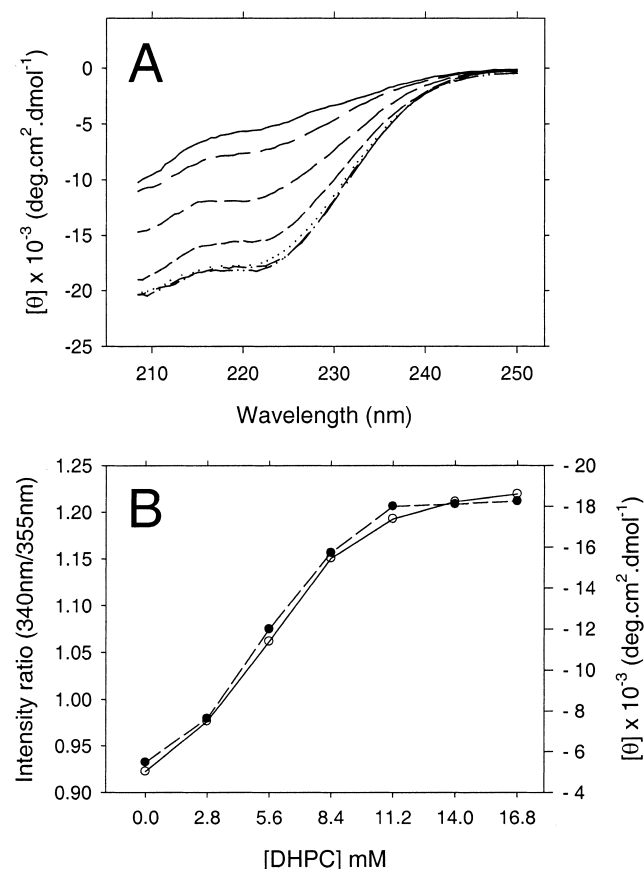 A
[θ] x 10-3 (deg.cm2.dmol-1)
0
-5
-10
-15
-20
-25
210 220 230 240 250
Wavelength (nm)
B
Intensity ratio (340nm/355nm)
1.25
1.20
1.15
1.10
1.05
1.00
0.95
0.90
- 20
- 18
- 16
- 14
- 12
- 10
- 8
- 6
- 4
[θ] x 10-3 (deg.cm2.dmol-1)
0.0 2.8 5.6 8.4 11.2 14.0 16.8
[DHPC] mM